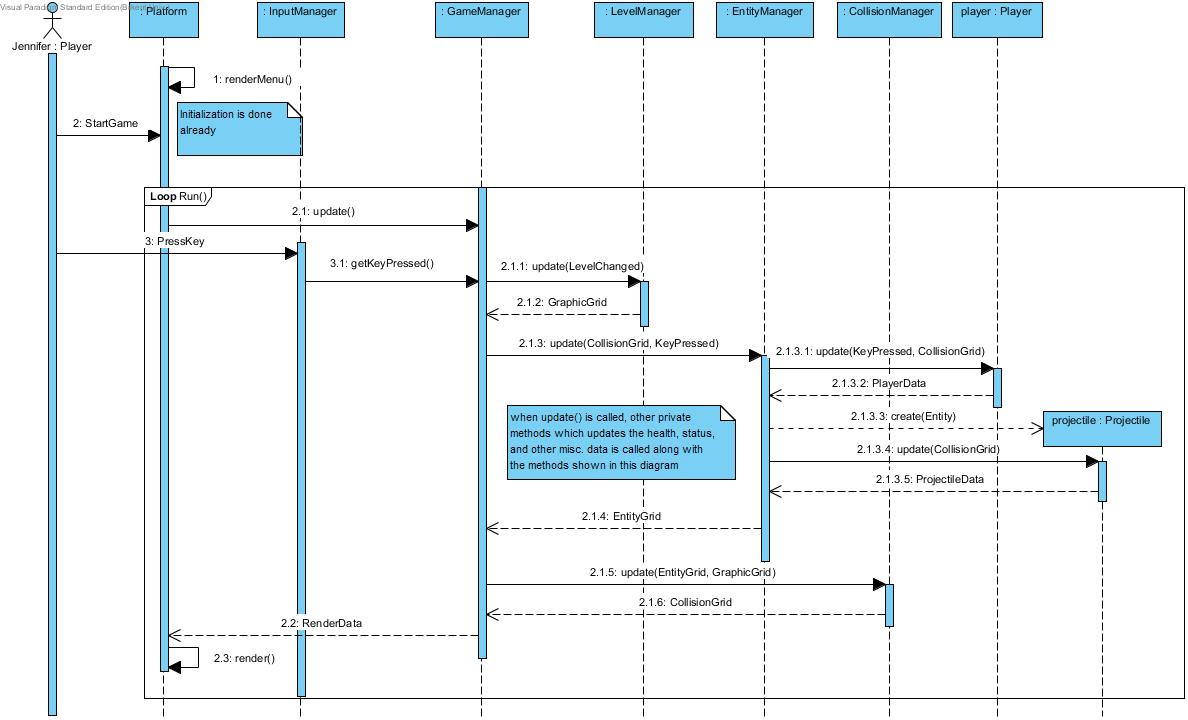 Visual Paradigm Standard Edition
: Platform
: InputManager
: GameManager
: LevelManager
: EntityManager
: CollisionManager
player : Player
Jennifer : Player
1: renderMenu()
Initialization is done
already
2: StartGame
Loop Run()
2.1: update()
3: PressKey
3.1: getKeyPressed()
2.1.1: update(LevelChanged)
2.1.2: GraphicGrid
2.1.3: update(CollisionGrid, KeyPressed)
2.1.3.1: update(KeyPressed, CollisionGrid)
2.1.3.2: PlayerData
when update() is called, other private
methods which updates the health, status,
and other misc. data is called along with
the methods shown in this diagram
2.1.3.3: create(Entity)
projectile : Projectile
2.1.3.4: update(CollisionGrid)
2.1.3.5: ProjectileData
2.1.4: EntityGrid
2.1.5: update(EntityGrid, GraphicGrid)
2.1.6: CollisionGrid
2.2: RenderData
2.3: render()